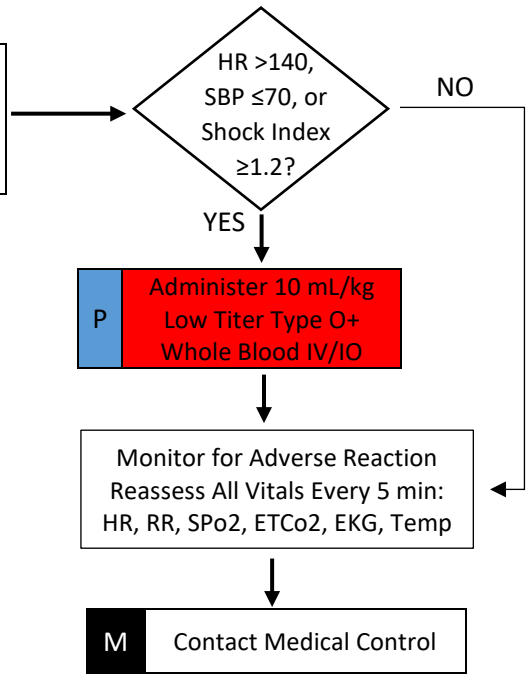 HR >140,
SBP ≤70, or
Shock Index
≥1.2?
NO
YES
P
Administer 10 mL/kg
Low Titer Type O+
Whole Blood IV/IO
Monitor for Adverse Reaction
Reassess All Vitals Every 5 min:
HR, RR, SPo2, ETCo2, EKG, Temp
M
Contact Medical Control